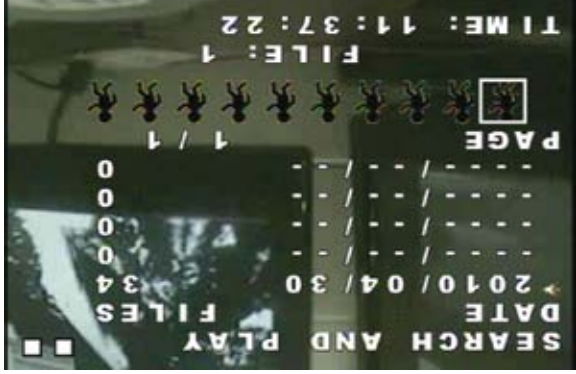 SEARCH AND PLAY
DATE FILES
2010/04/30 34
----/--/-- 0
----/--/-- 0
----/--/-- 0
----/--/-- 0
PAGE 1/1
FILE: 1
TIME: 11:37:22